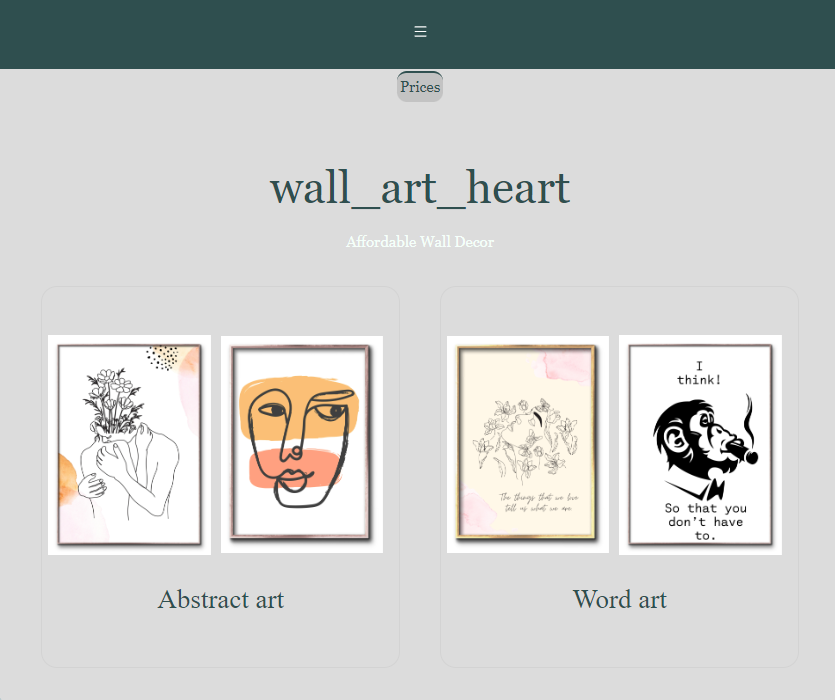 ☰
Prices
wall_art_heart
Affordable Wall Decor
The things that we love
tell us what we are
I
think!
So that you
don't have
to.
Abstract art
Word art